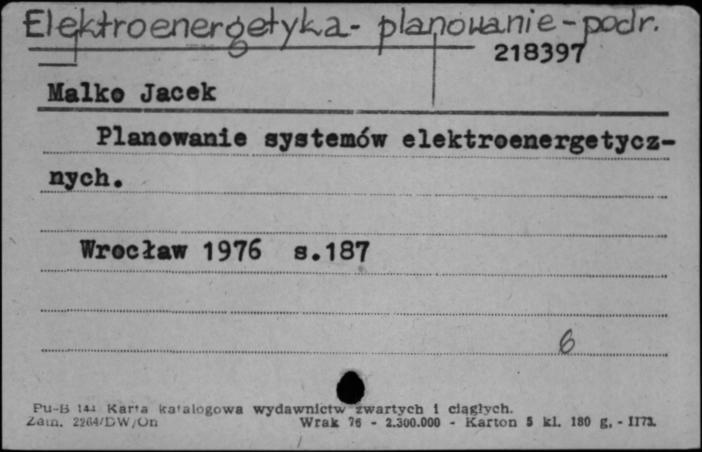 Elektroenergetyka - planowanie - podr.
218397
Malko Jacek
Planowanie systemów elektroenergetycz-
nych.
Wrocław 1976 s.187
6
Pu-B 144 Karta katalogowa wydawnictw zwartych i ciągłych.
Zam. 2264/DW/On Wrak 76 - 2.300.000 - Karton 5 kl. 180 g. - II73.